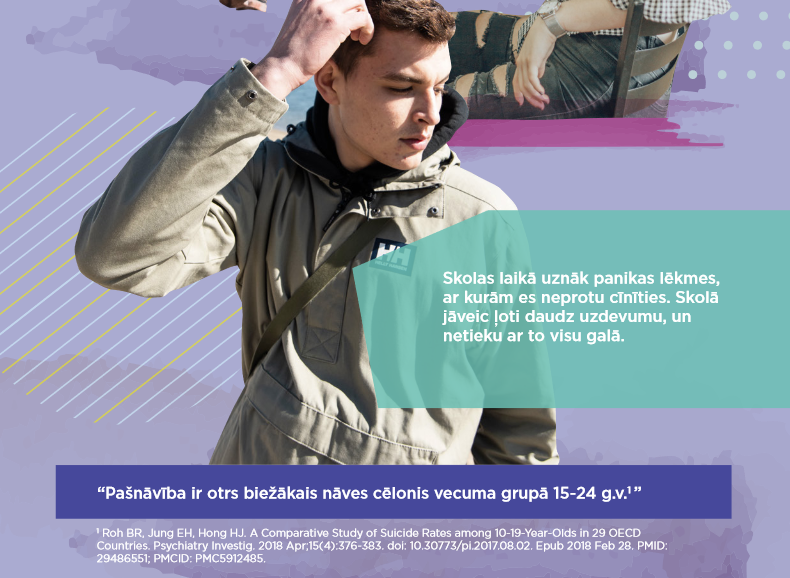 HH
Skolas laikā uznāk panikas lēkmes,
ar kurām es neprotu cīnīties. Skolā
jāveic ļoti daudz uzdevumu, un
netieku ar to visu galā.
“Pašnāvība ir otrs biežākais nāves cēlonis vecuma grupā 15-24 g.v.¹”
¹ Roh BR, Jung EH, Hong HJ. A Comparative Study of Suicide Rates among 10-19-Year-Olds in 29 OECD
Countries. Psychiatry Investig. 2018 Apr;15(4):376-383. doi: 10.30773/pi.2017.08.02. Epub 2018 Feb 28. PMID:
29486551; PMCID: PMC5912485.